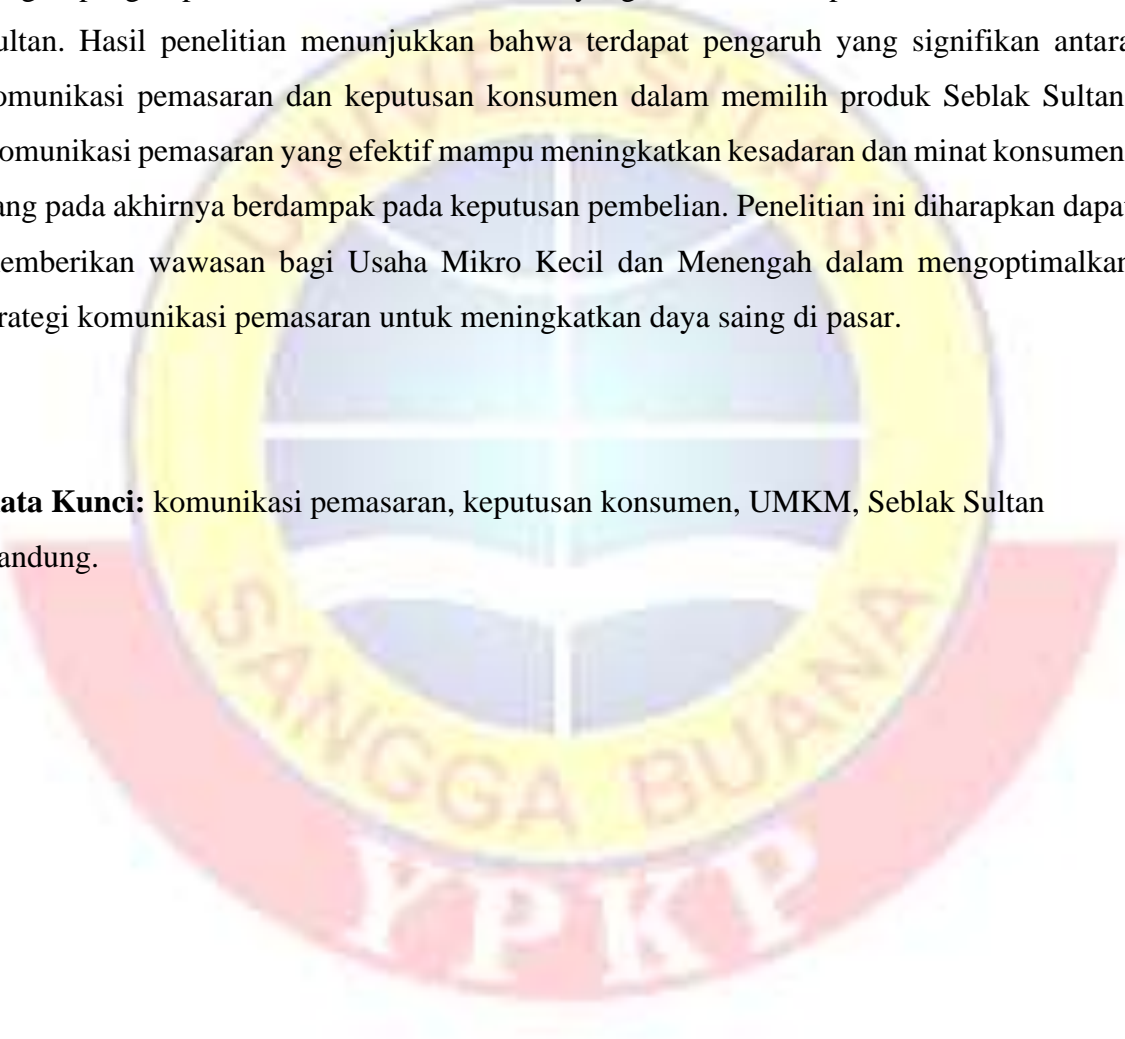 ultan. Hasil penelitian menunjukkan bahwa terdapat pengaruh yang signifikan antara
omunikasi pemasaran dan keputusan konsumen dalam memilih produk Seblak Sultan
omunikasi pemasaran yang efektif mampu meningkatkan kesadaran dan minat konsumen
ang pada akhirnya berdampak pada keputusan pembelian. Penelitian ini diharapkan dapa
emberikan wawasan bagi Usaha Mikro Kecil dan Menengah dalam mengoptimalkan
rategi komunikasi pemasaran untuk meningkatkan daya saing di pasar.
ata Kunci: komunikasi pemasaran, keputusan konsumen, UMKM, Seblak Sultan
andung.
UNIVERSITAS
SANGGA BUANA
YPKP